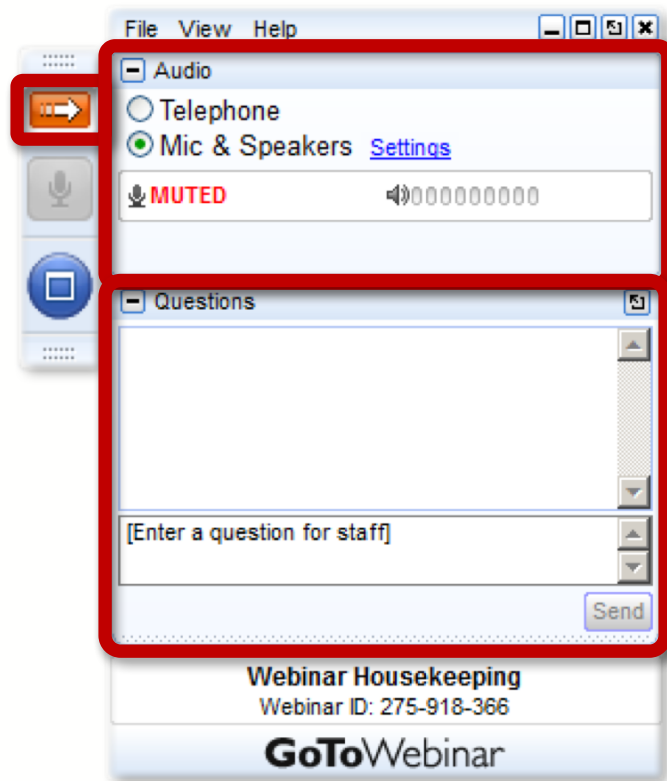 File View Help
Audio
Telephone
Mic & Speakers Settings
MUTED 000000000
Questions
[Enter a question for staff]
Send
Webinar Housekeeping
Webinar ID: 275-918-366
GoToWebinar